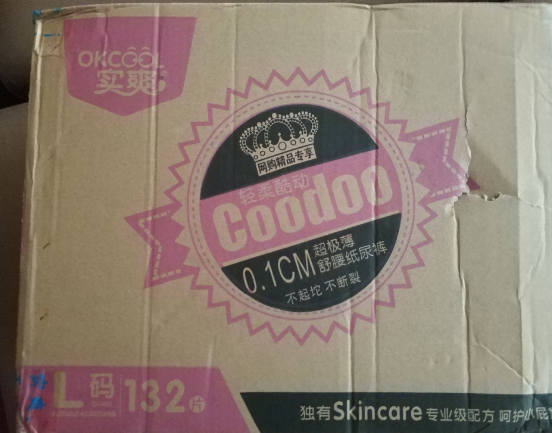 OKCOOL
实爽
网购精品专享
轻柔酷动
Coodoo
0.1CM
超极薄
舒腰纸尿裤
不起坨 不断裂
L码 132片
独有Skincare专业级配方 呵护小屁